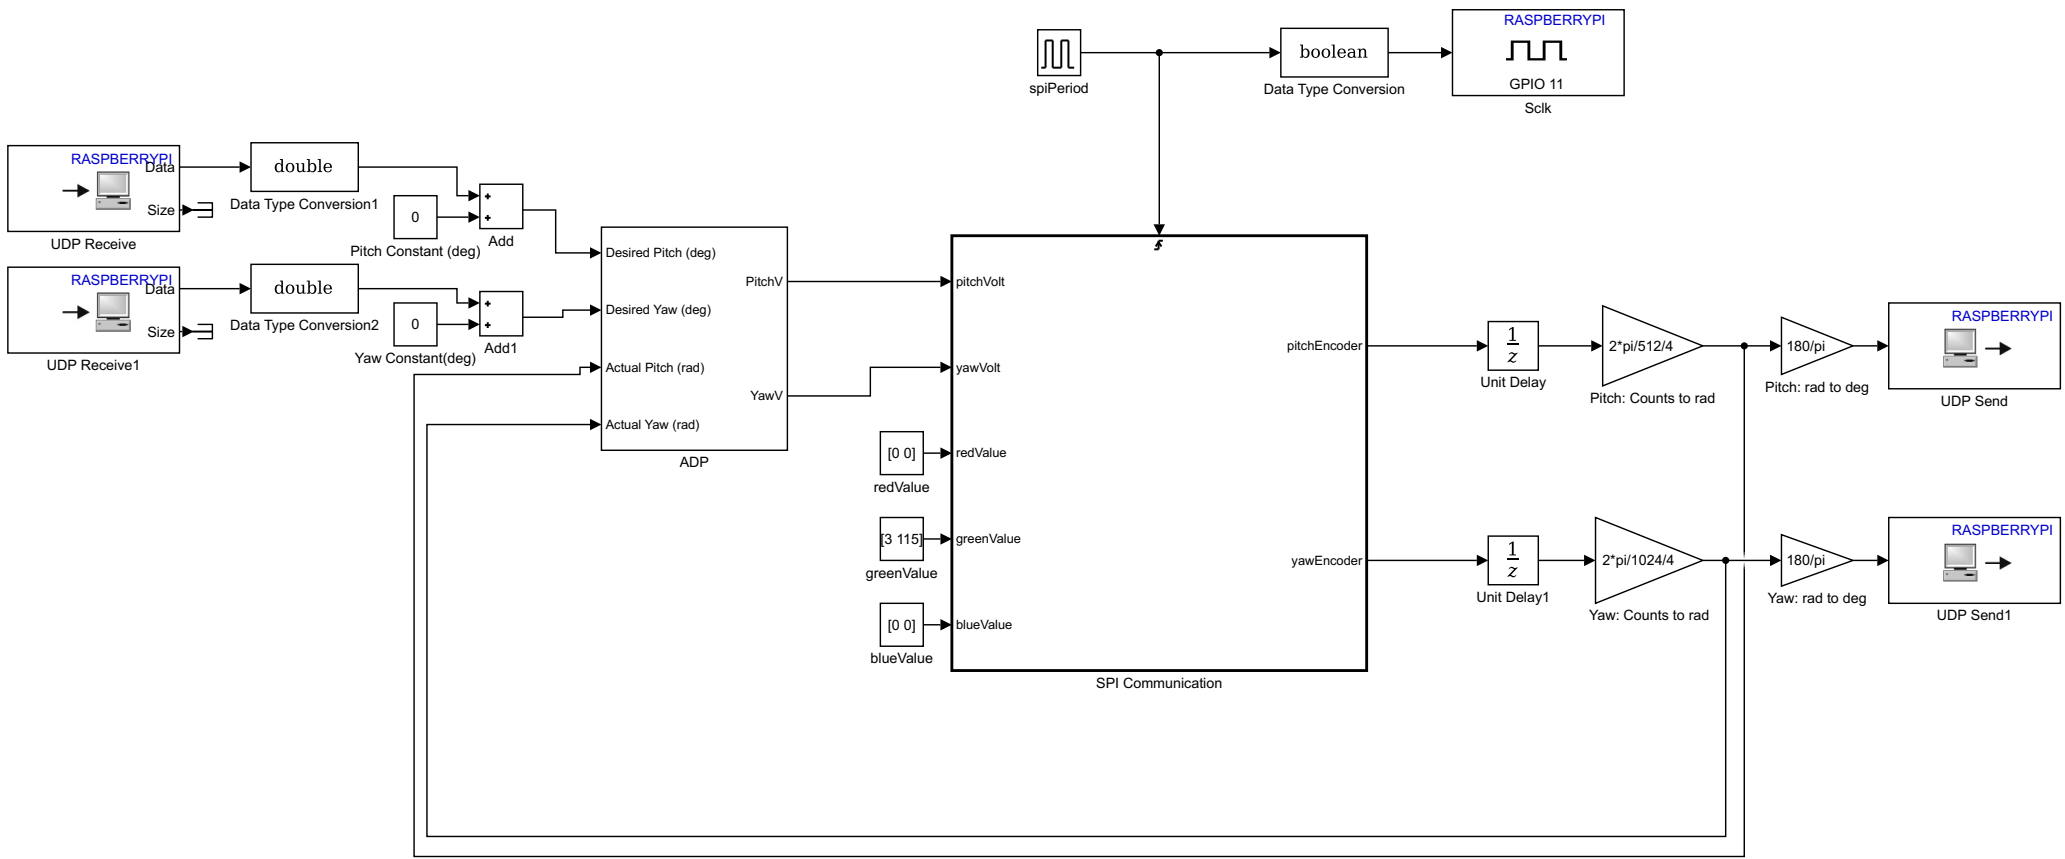 spiPeriod
boolean
Data Type Conversion
RASPBERRYPI
GPIO 11
Sclk
RASPBERRYPI
Data
Size
UDP Receive
double
Data Type Conversion1
0
Pitch Constant (deg)
+
+
Add
RASPBERRYPI
Data
Size
UDP Receive1
double
Data Type Conversion2
0
Yaw Constant(deg)
+
+
Add1
Desired Pitch (deg)
Desired Yaw (deg)
Actual Pitch (rad)
Actual Yaw (rad)
PitchV
YawV
ADP
[0 0]
redValue
[3 115]
greenValue
[0 0]
blueValue
pitchVolt
yawVolt
redValue
greenValue
blueValue
pitchEncoder
yawEncoder
SPI Communication
1
z
Unit Delay
2*pi/512/4
Pitch: Counts to rad
180/pi
Pitch: rad to deg
RASPBERRYPI
UDP Send
1
z
Unit Delay1
2*pi/1024/4
Yaw: Counts to rad
180/pi
Yaw: rad to deg
RASPBERRYPI
UDP Send1